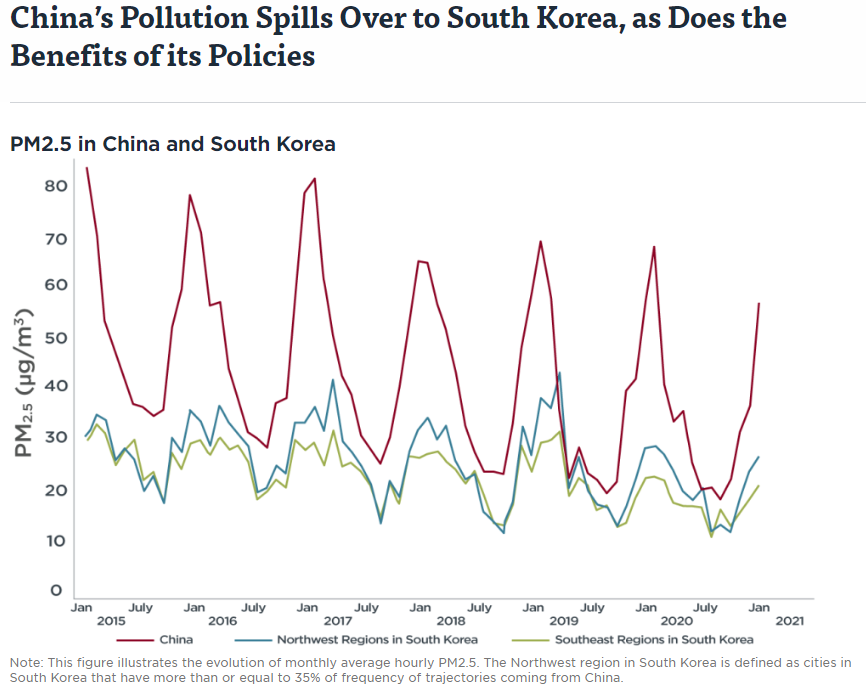 China's Pollution Spills Over to South Korea, as Does the
Benefits of its Policies
PM2.5 in China and South Korea
PM2.5 (μg/m³)
80
70
60
50
40
30
20
10
0
Jan July Jan July Jan July Jan July Jan July Jan July Jan
2015 2016 2017 2018 2019 2020 2021
China Northwest Regions in South Korea Southeast Regions in South Korea
Note: This figure illustrates the evolution of monthly average hourly PM2.5. The Northwest region in South Korea is defined as cities in
South Korea that have more than or equal to 35% of frequency of trajectories coming from China.